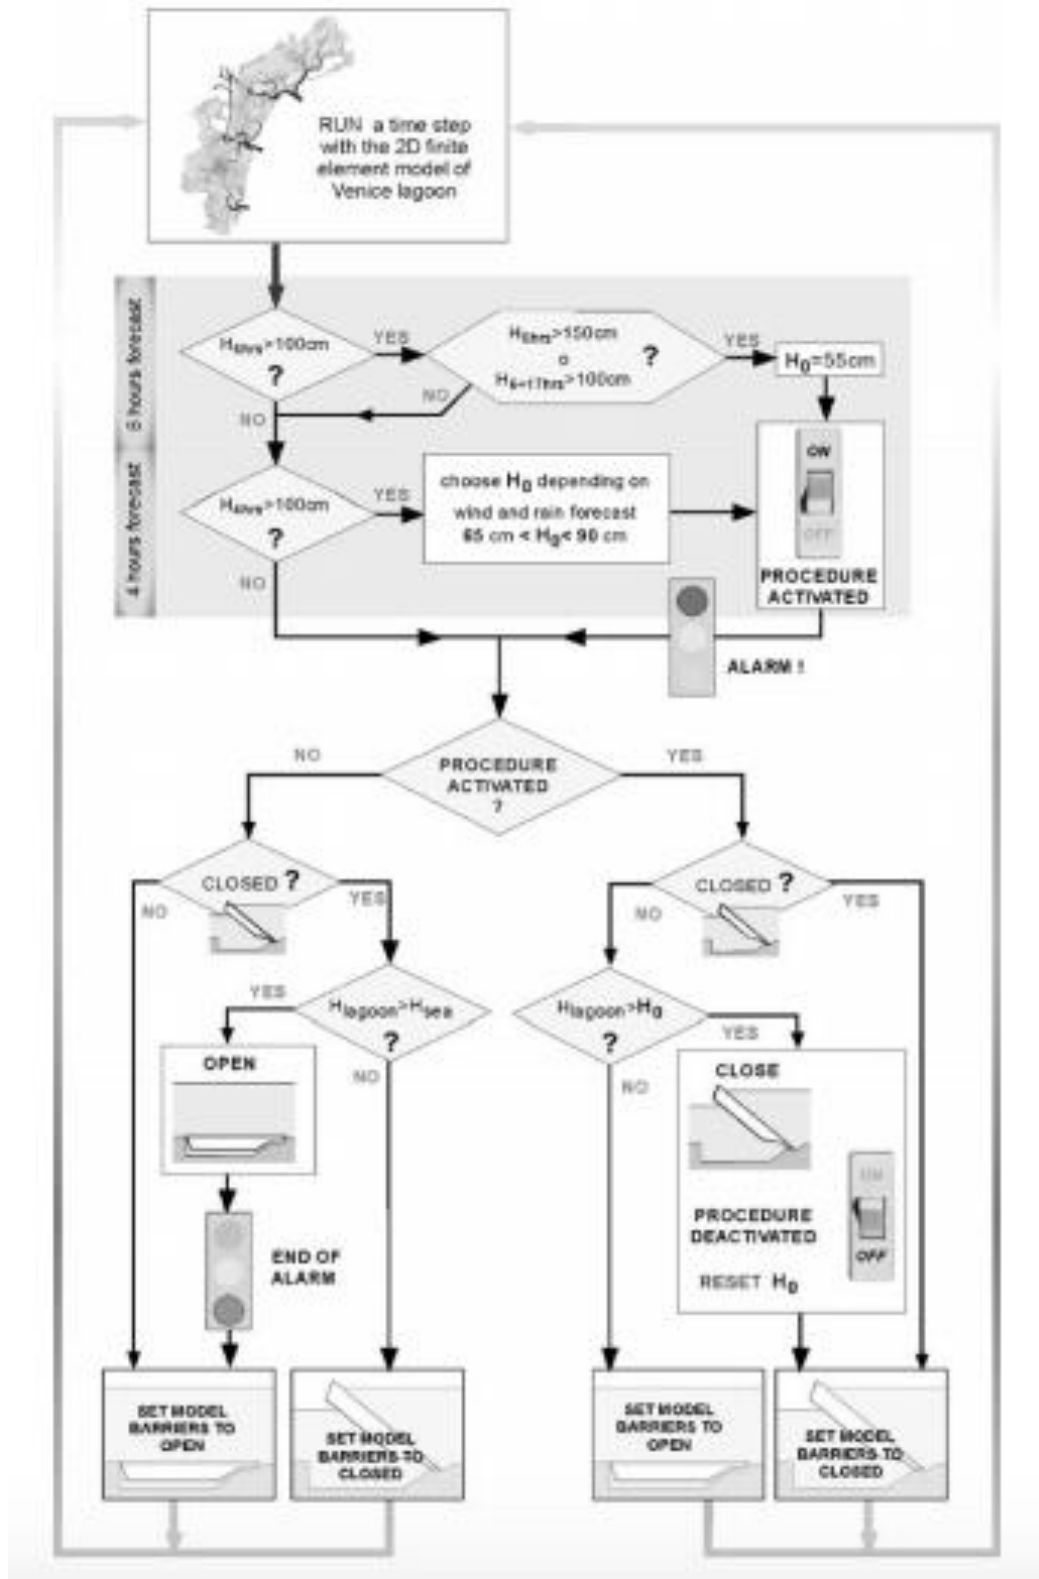 RUN a time step
with the 2D finite
element model of
Venice lagoon
6 hours forecast
H6hrs>100cm
?
YES
H6hrs>150cm
o
H6÷17hrs>100cm
?
YES
H0=55cm
NO
NO
4 hours forecast
H4hrs>100cm
?
YES
choose H0 depending on
wind and rain forecast
65 cm < H0< 90 cm
ON
OFF
PROCEDURE
ACTIVATED
NO
ALARM !
NO
PROCEDURE
ACTIVATED
?
YES
CLOSED ?
NO
YES
CLOSED ?
NO
YES
YES
Hlagoon>Hsea
?
NO
Hlagoon>H0
?
YES
NO
OPEN
CLOSE
ON
OFF
PROCEDURE
DEACTIVATED
RESET H0
END OF
ALARM
SET MODEL
BARRIERS TO
OPEN
SET MODEL
BARRIERS TO
CLOSED
SET MODEL
BARRIERS TO
OPEN
SET MODEL
BARRIERS TO
CLOSED